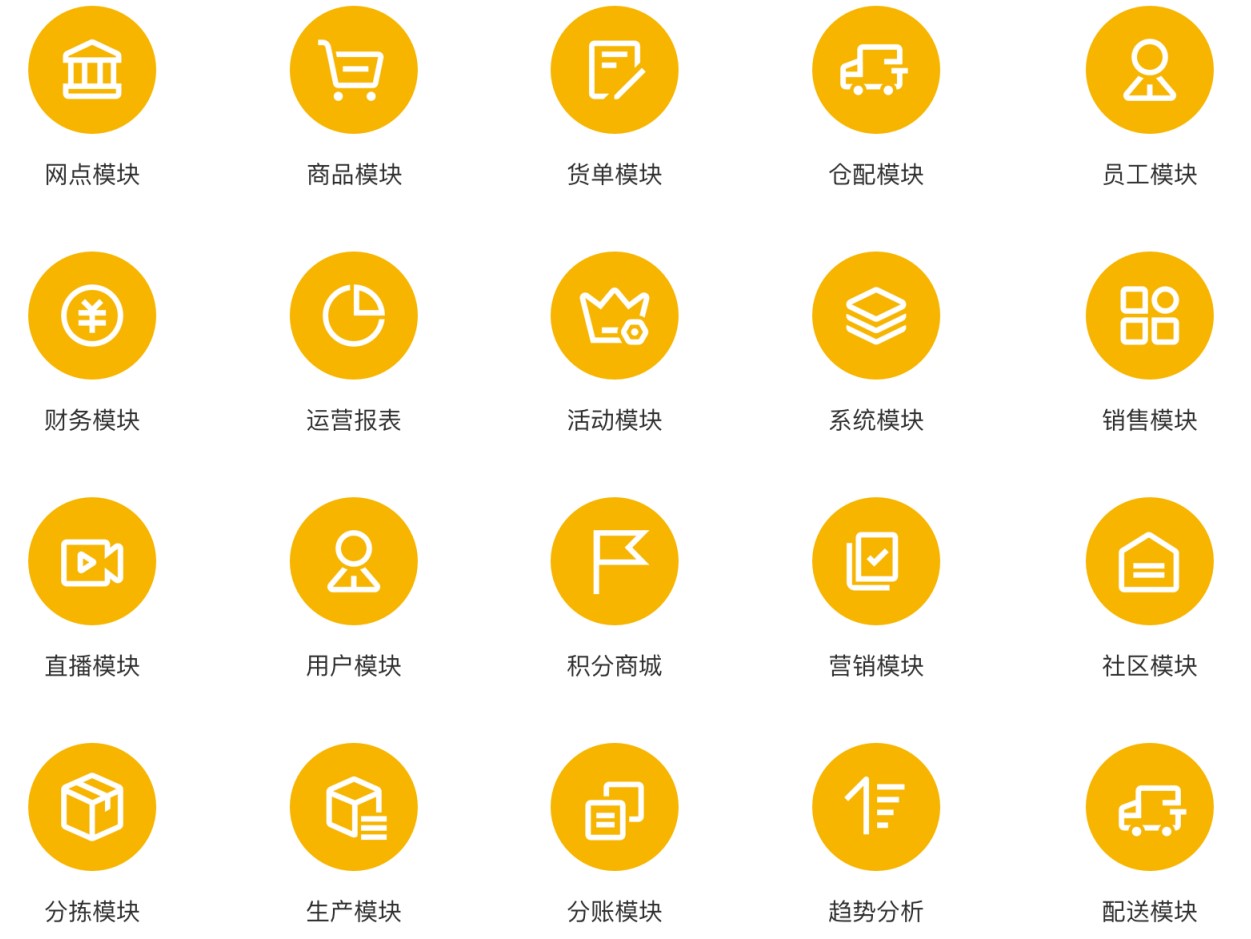 网点模块
商品模块
货单模块
仓配模块
员工模块
财务模块
运营报表
活动模块
系统模块
销售模块
直播模块
用户模块
积分商城
营销模块
社区模块
分拣模块
生产模块
分账模块
趋势分析
配送模块